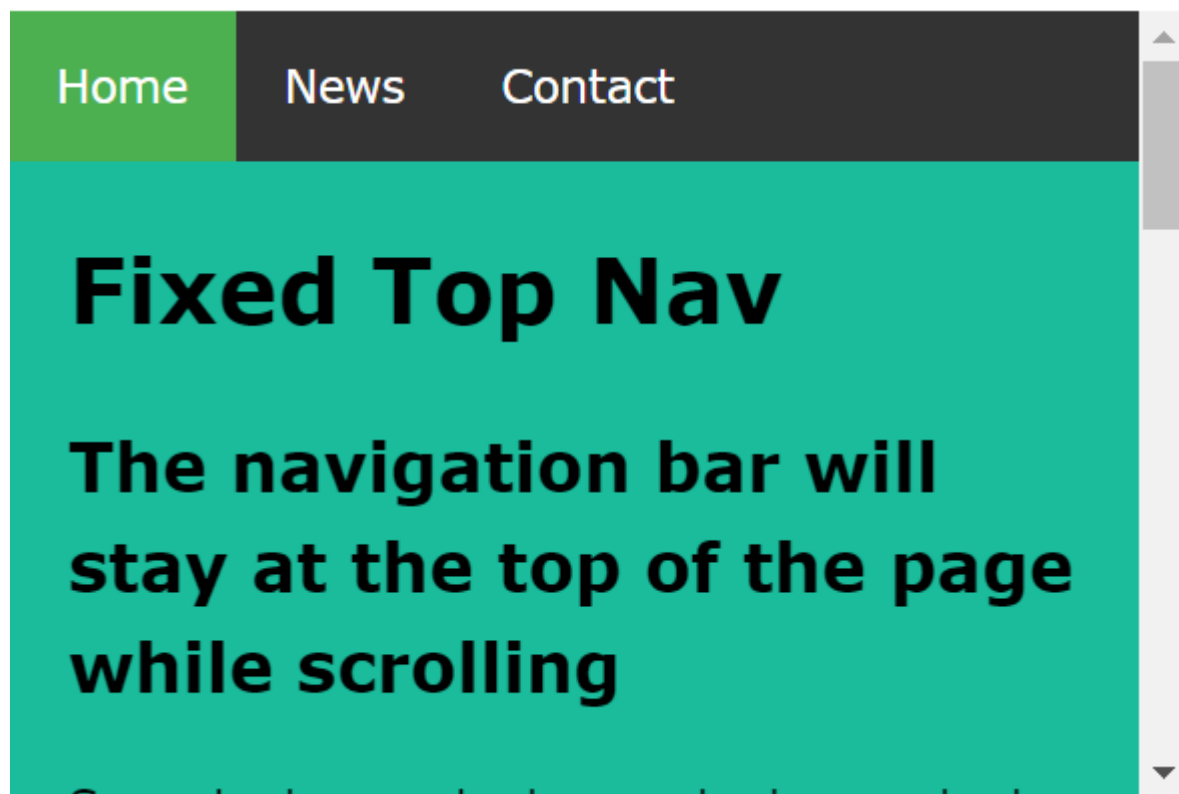 Home News Contact
Fixed Top Nav
The navigation bar will
stay at the top of the page
while scrolling